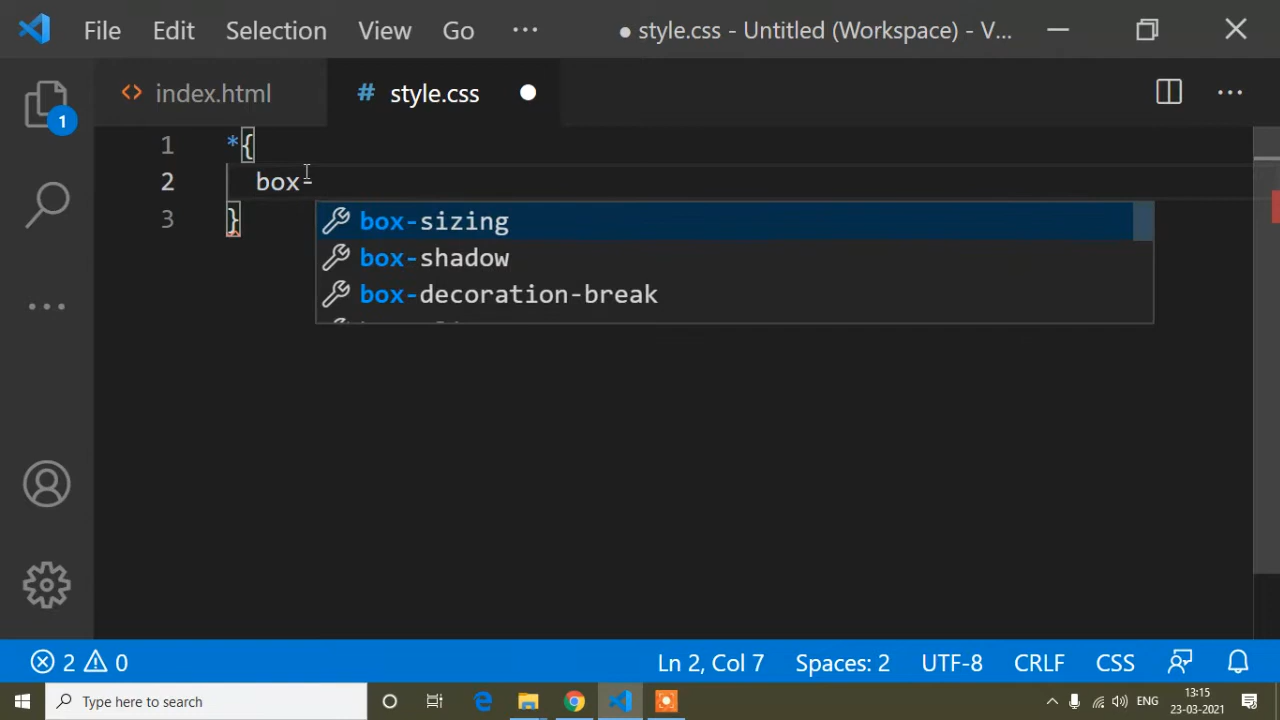 File Edit Selection View Go ··· ● style.css - Untitled (Workspace) - V...
<> index.html # style.css ● ···
1 *{
2 box-
3 }
box-sizing
box-shadow
box-decoration-break
1
2 0 Ln 2, Col 7 Spaces: 2 UTF-8 CRLF CSS
Type here to search ENG 13:15
23-03-2021